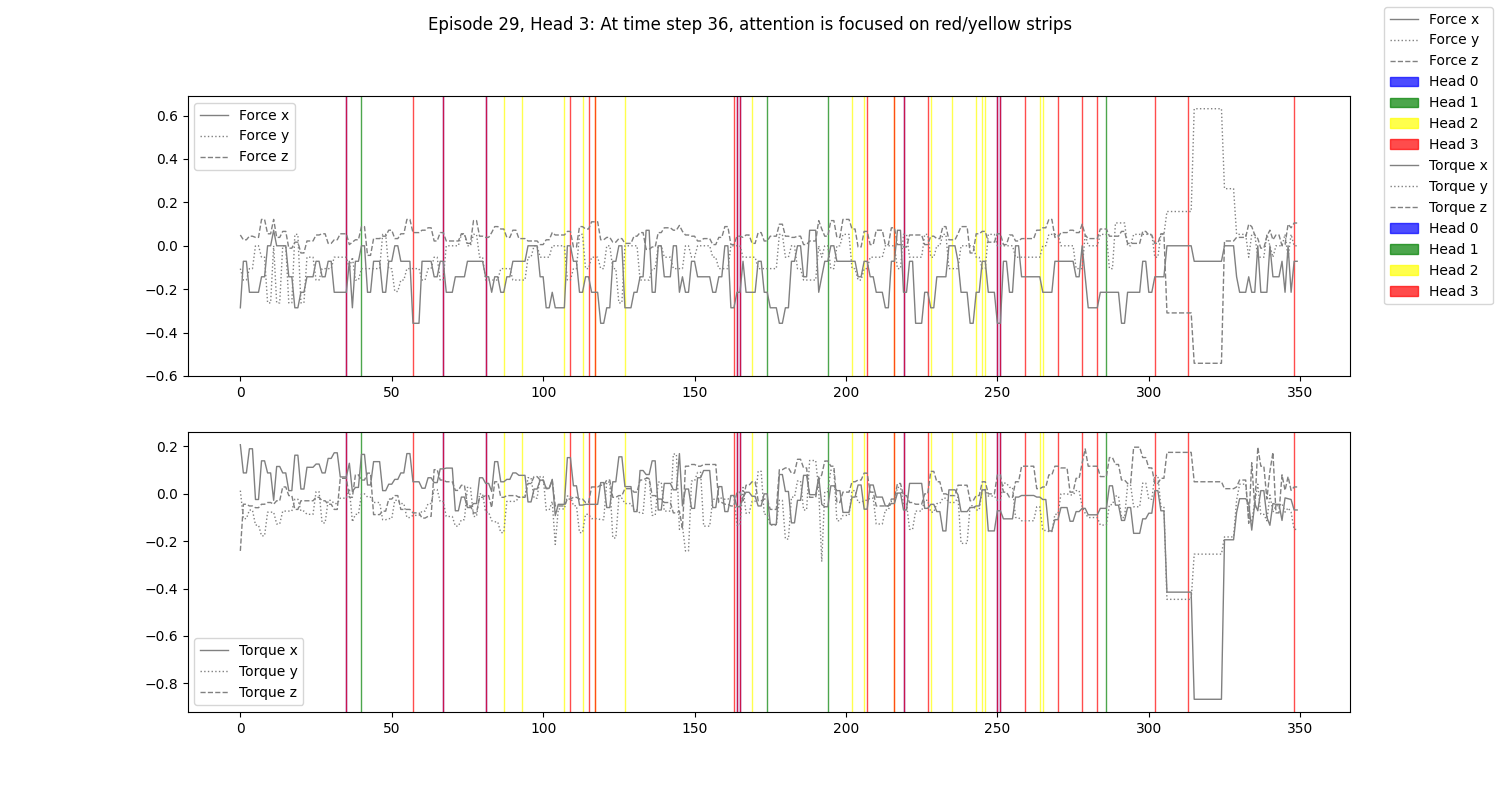 Episode 29, Head 3: At time step 36, attention is focused on red/yellow strips
Force x
Force y
Force z
Head 0
Head 1
Head 2
Head 3
Torque x
Torque y
Torque z
Head 0
Head 1
Head 2
Head 3
Force x
Force y
Force z
0.6
0.4
0.2
0.0
−0.2
−0.4
−0.6
0 50 100 150 200 250 300 350
0.2
0.0
−0.2
−0.4
−0.6
−0.8
Torque x
Torque y
Torque z
0 50 100 150 200 250 300 350